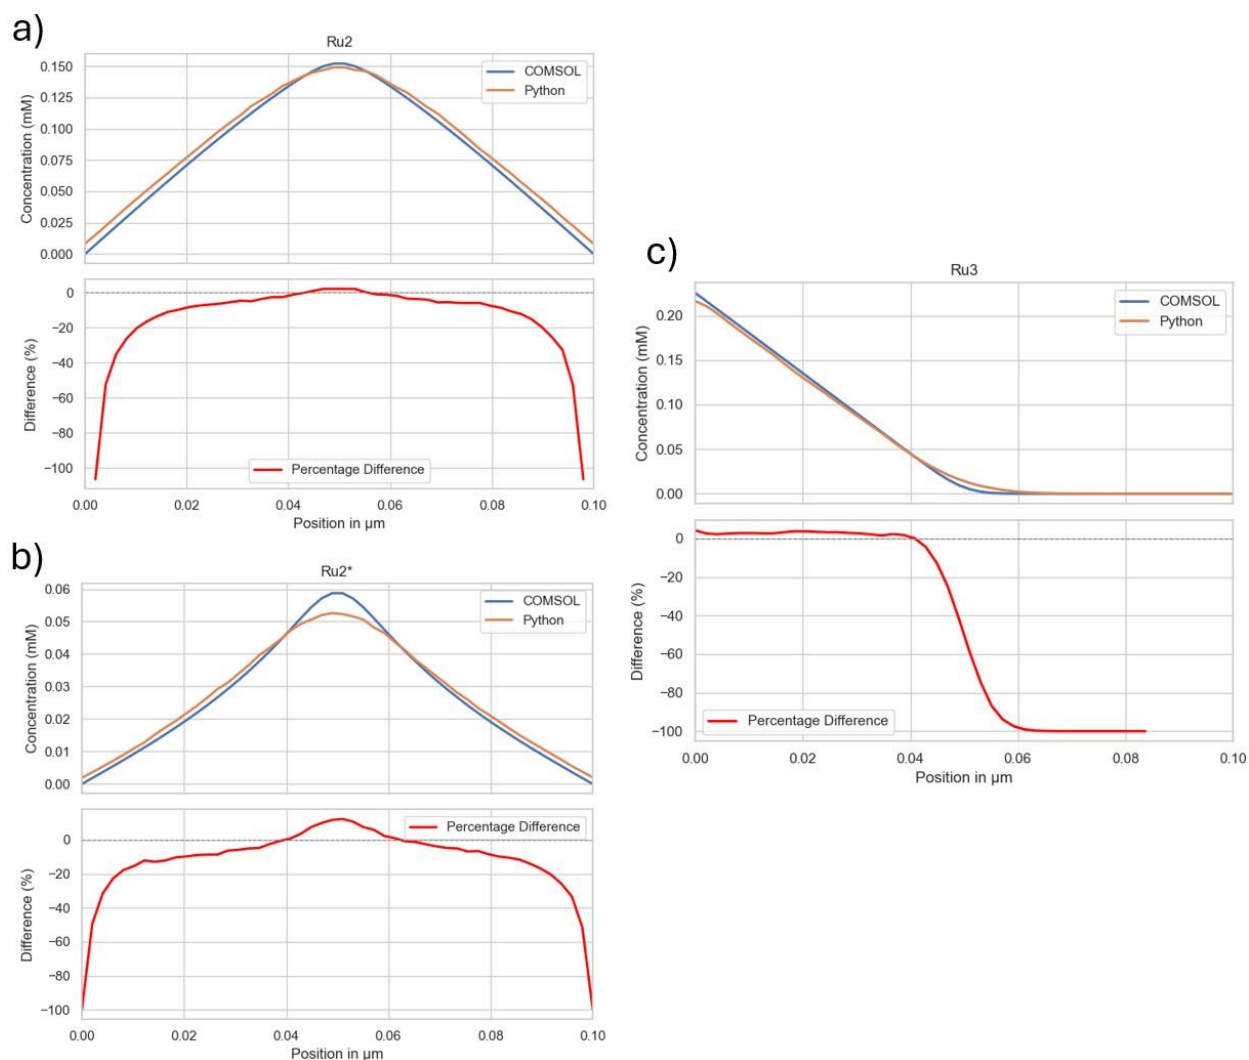 a)
Ru2
0.150
0.125
0.100
0.075
0.050
0.025
0.000
Concentration (mM)
COMSOL
Python
0
−20
−40
−60
−80
−100
Difference (%)
Percentage Difference
0.00 0.02 0.04 0.06 0.08 0.10
Position in µm
b)
Ru2*
0.06
0.05
0.04
0.03
0.02
0.01
0.00
Concentration (mM)
COMSOL
Python
0
−20
−40
−60
−80
−100
Difference (%)
Percentage Difference
0.00 0.02 0.04 0.06 0.08 0.10
Position in µm
c)
Ru3
0.20
0.15
0.10
0.05
0.00
Concentration (mM)
COMSOL
Python
0
−20
−40
−60
−80
−100
Difference (%)
Percentage Difference
0.00 0.02 0.04 0.06 0.08 0.10
Position in µm